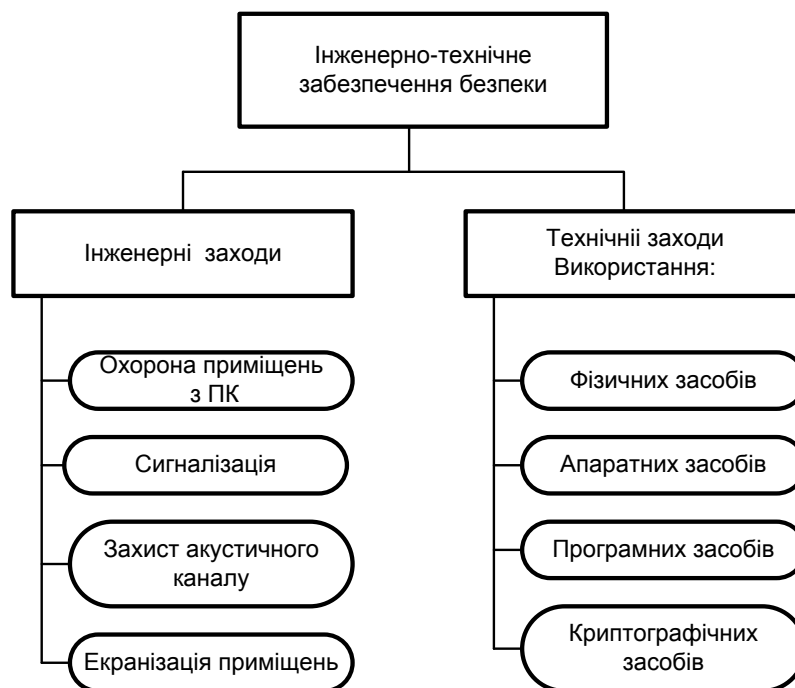 Інженерно-технічне
забезпечення безпеки
Інженерні заходи
Охорона приміщень
з ПК
Сигналізація
Захист акустичного
каналу
Екранізація приміщень
Технічніі заходи
Використання:
Фізичних засобів
Апаратних засобів
Програмних засобів
Криптографічних
засобів